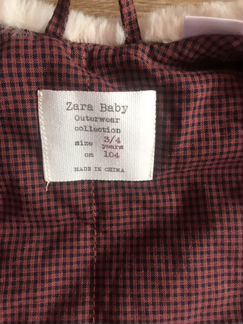 Zara Baby
Outerwear
collection
size 3/4 years
cm 104
MADE IN CHINA